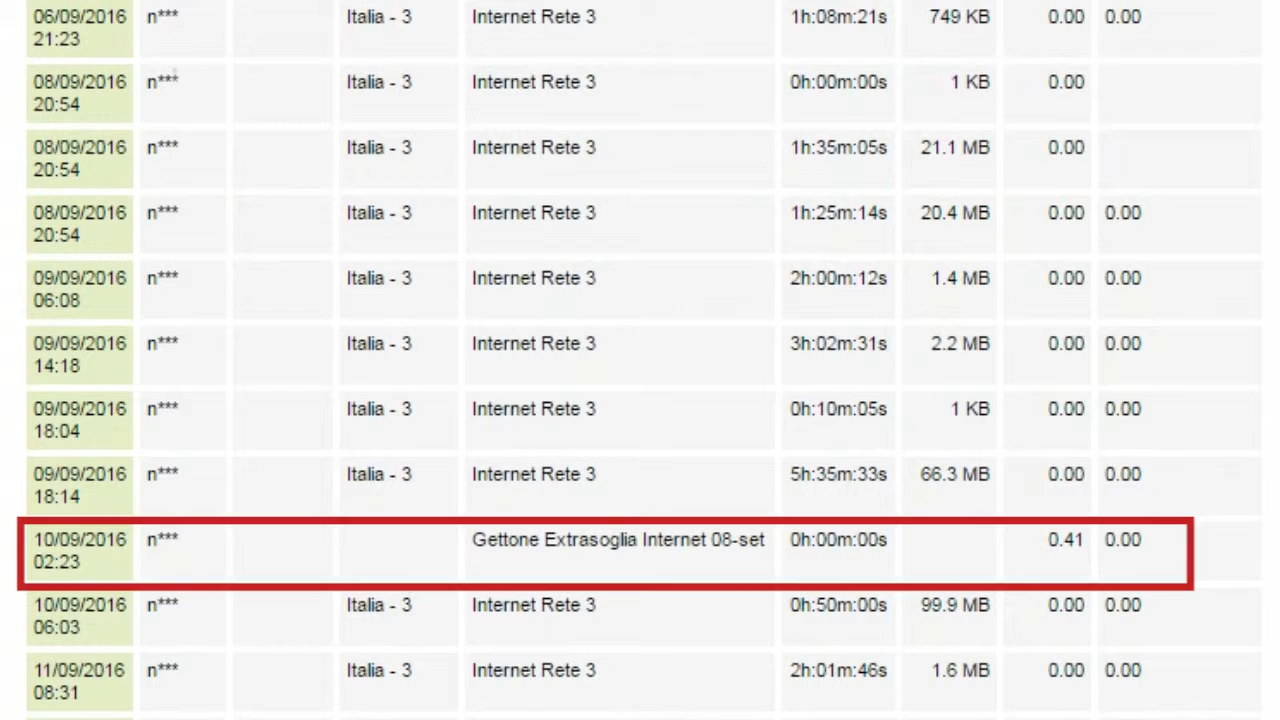 06/09/2016 n*** Italia - 3 Internet Rete 3 1h:08m:21s 749 KB 0.00 0.00
21:23
08/09/2016 n*** Italia - 3 Internet Rete 3 0h:00m:00s 1 KB 0.00
20:54
08/09/2016 n*** Italia - 3 Internet Rete 3 1h:35m:05s 21.1 MB 0.00
20:54
08/09/2016 n*** Italia - 3 Internet Rete 3 1h:25m:14s 20.4 MB 0.00 0.00
20:54
09/09/2016 n*** Italia - 3 Internet Rete 3 2h:00m:12s 1.4 MB 0.00 0.00
06:08
09/09/2016 n*** Italia - 3 Internet Rete 3 3h:02m:31s 2.2 MB 0.00 0.00
14:18
09/09/2016 n*** Italia - 3 Internet Rete 3 0h:10m:05s 1 KB 0.00 0.00
18:04
09/09/2016 n*** Italia - 3 Internet Rete 3 5h:35m:33s 66.3 MB 0.00 0.00
18:14
10/09/2016 n*** Gettone Extrasoglia Internet 08-set 0h:00m:00s 0.41 0.00
02:23
10/09/2016 n*** Italia - 3 Internet Rete 3 0h:50m:00s 99.9 MB 0.00 0.00
06:03
11/09/2016 n*** Italia - 3 Internet Rete 3 2h:01m:46s 1.6 MB 0.00 0.00
08:31